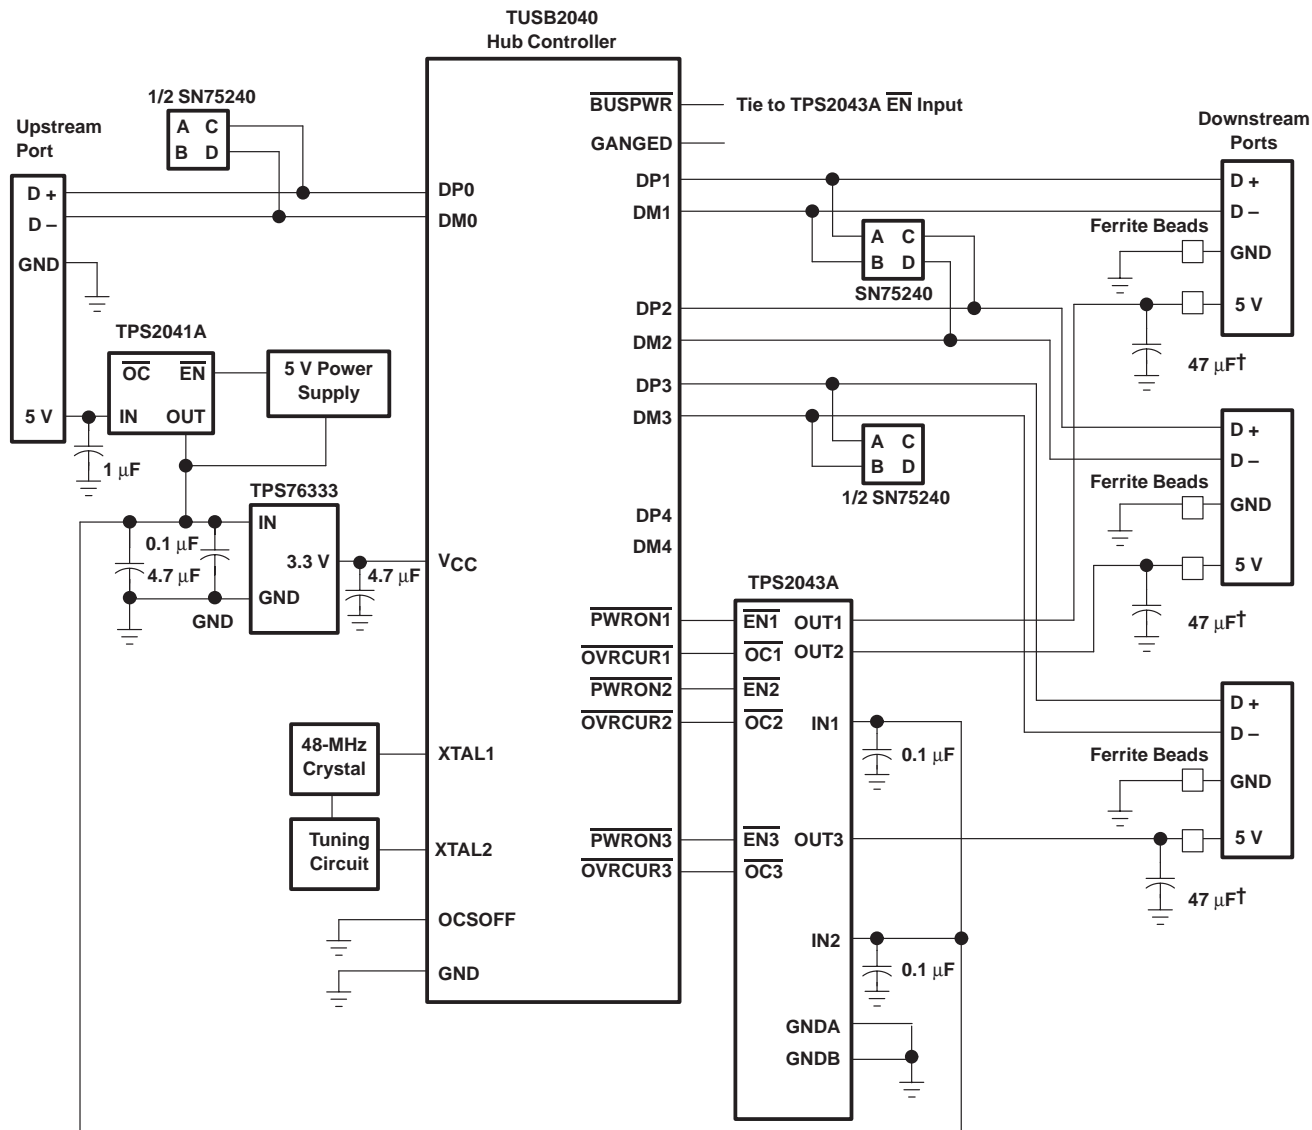 TUSB2040
Hub Controller
1/2 SN75240
A C
B D
Upstream
Port
D +
D –
GND
5 V
TPS2041A
OC EN
IN OUT
5 V Power
Supply
1 µF
TPS76333
IN
3.3 V
GND
0.1 µF
4.7 µF
GND
4.7 µF
48-MHz
Crystal
Tuning
Circuit
DP0
DM0
VCC
XTAL1
XTAL2
OCSOFF
GND
BUSPWR
Tie to TPS2043A EN Input
GANGED
DP1
DM1
DP2
DM2
DP3
DM3
DP4
DM4
PWRON1
OVRCUR1
PWRON2
OVRCUR2
PWRON3
OVRCUR3
A C
B D
SN75240
A C
B D
1/2 SN75240
TPS2043A
EN1 OUT1
OC1 OUT2
EN2
OC2 IN1
EN3 OUT3
OC3
IN2
GNDA
GNDB
0.1 µF
0.1 µF
Downstream
Ports
D +
D –
Ferrite Beads
GND
5 V
47 µF†
D +
D –
Ferrite Beads
GND
5 V
47 µF†
D +
D –
Ferrite Beads
GND
5 V
47 µF†